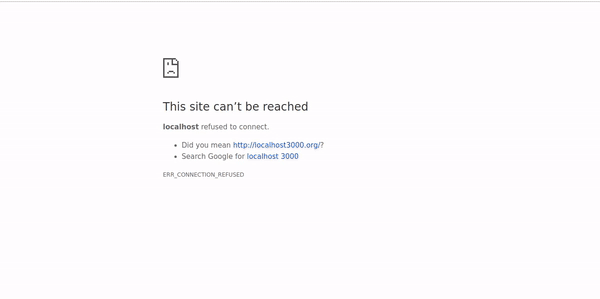 This site can’t be reached
localhost refused to connect.
• Did you mean http://localhost3000.org/?
• Search Google for localhost 3000
ERR_CONNECTION_REFUSED